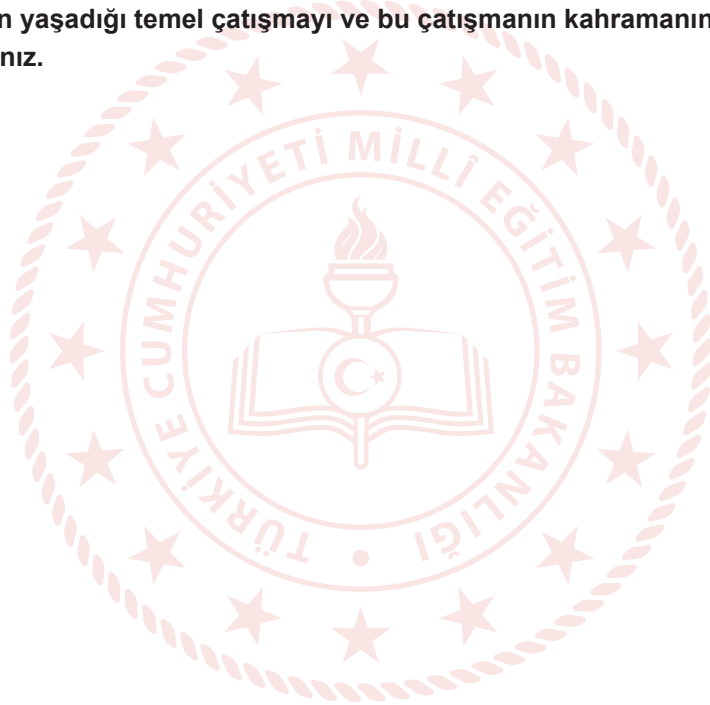 n yaşadığı temel çatışmayı ve bu çatışmanın kahramanın
nız.
TÜRKİYE CUMHURİYETİ MİLLÎ EĞİTİM BAKANLIĞI